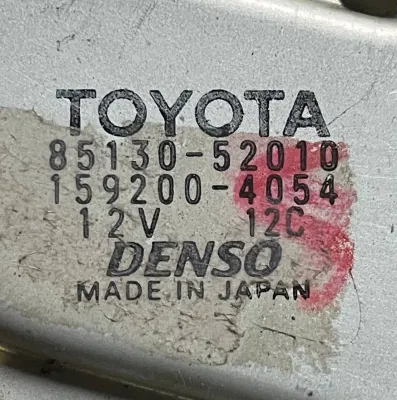 TOYOTA
85130-52010
159200-4054
12V 12C
DENSO
MADE IN JAPAN